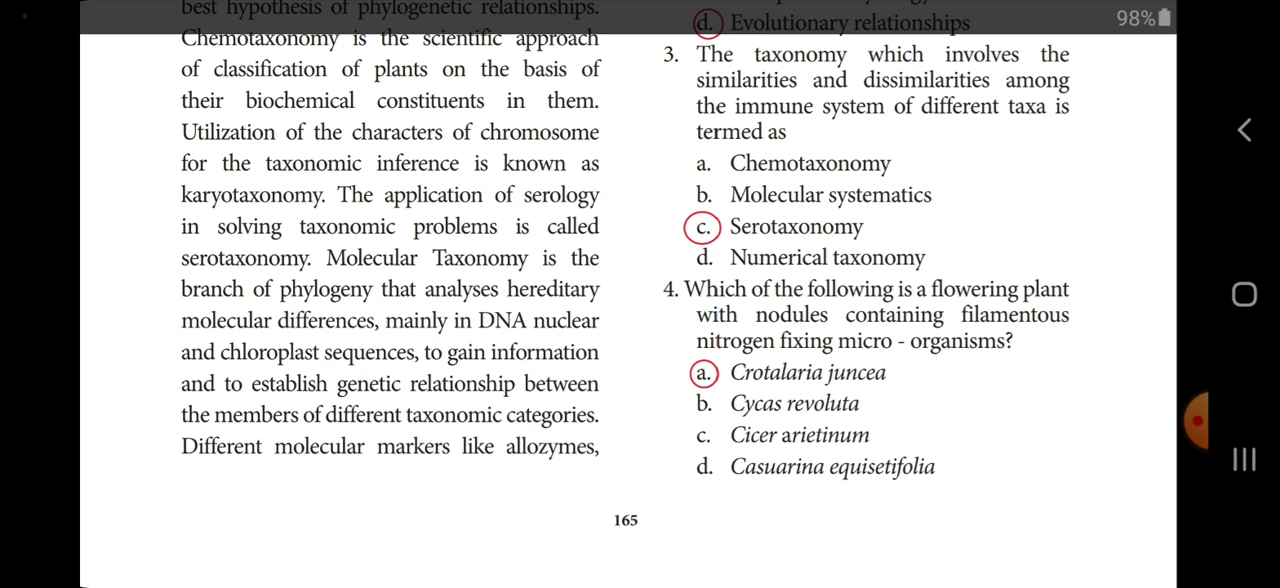 98%
best hypothesis of phylogenetic relationships.
Chemotaxonomy is the scientific approach
of classification of plants on the basis of
their biochemical constituents in them.
Utilization of the characters of chromosome
for the taxonomic inference is known as
karyotaxonomy. The application of serology
in solving taxonomic problems is called
serotaxonomy. Molecular Taxonomy is the
branch of phylogeny that analyses hereditary
molecular differences, mainly in DNA nuclear
and chloroplast sequences, to gain information
and to establish genetic relationship between
the members of different taxonomic categories.
Different molecular markers like allozymes,
d. Evolutionary relationships
3. The taxonomy which involves the
similarities and dissimilarities among
the immune system of different taxa is
termed as
a. Chemotaxonomy
b. Molecular systematics
c. Serotaxonomy
d. Numerical taxonomy
4. Which of the following is a flowering plant
with nodules containing filamentous
nitrogen fixing micro - organisms?
a. Crotalaria juncea
b. Cycas revoluta
c. Cicer arietinum
d. Casuarina equisetifolia
165